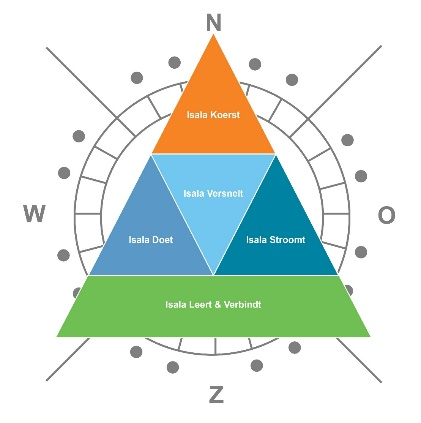 N
Isala Koerst
Isala Versnelt
W
O
Isala Doet
Isala Stroomt
Isala Leert & Verbindt
Z